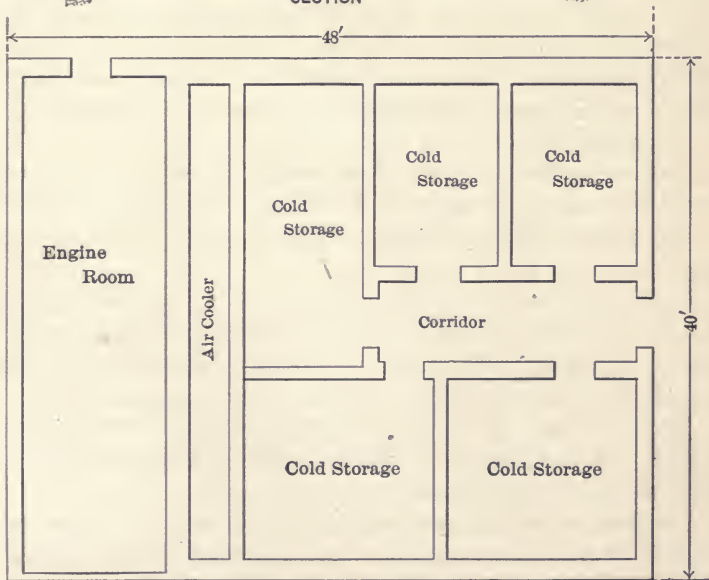 SECTION
48′
Cold
Storage
Cold
Storage
Cold
Storage
Engine
Room
Air Cooler
Corridor
40′
Cold Storage
Cold Storage